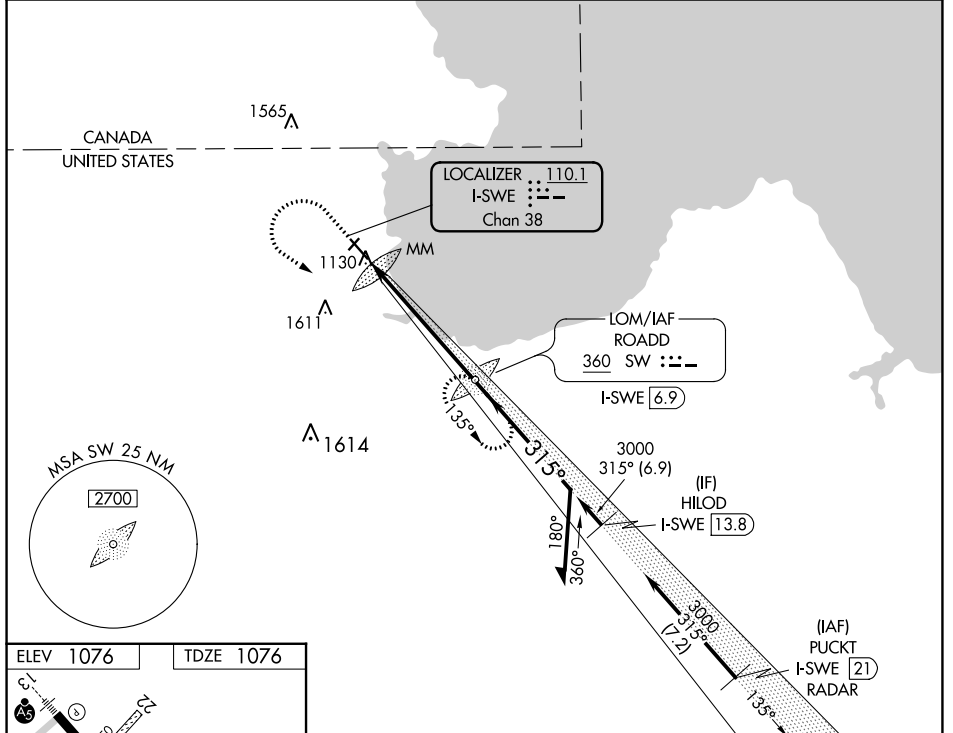 1565
CANADA
UNITED STATES
LOCALIZER 110.1
I-SWE
Chan 38
1130
MM
1611
LOM/IAF
ROADD
360 SW
I-SWE 6.9
135°
1614
315°
3000
315° (6.9)
(IF)
HILOD
I-SWE 13.8
MSA SW 25 NM
2700
180°
360°
3000
315°
(7.2)
(IAF)
PUCKT
I-SWE 21
RADAR
135°
ELEV 1076
TDZE 1076
13
A5
P
22